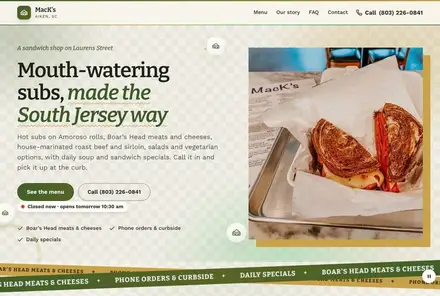 MacK's
AIKEN, SC
Menu Our story FAQ Contact Call (803) 226-0841
A sandwich shop on Laurens Street
Mouth-watering
subs, made the
South Jersey way
Hot subs on Amoroso rolls, Boar's Head meats and cheeses,
house-marinated roast beef and sirloin, salads and vegetarian
options, with daily soup and sandwich specials. Call it in and
pick it up at the curb.
See the menu Call (803) 226-0841
Closed now · opens tomorrow 10:30 am
Boar's Head meats & cheeses Phone orders & curbside
Daily specials
MacK's
BOAR'S HEAD MEATS & CHEESES
HEAD MEATS & CHEESES PHONE ORDERS & CURBSIDE DAILY SPECIALS BOAR'S HEAD MEATS & CHEESES